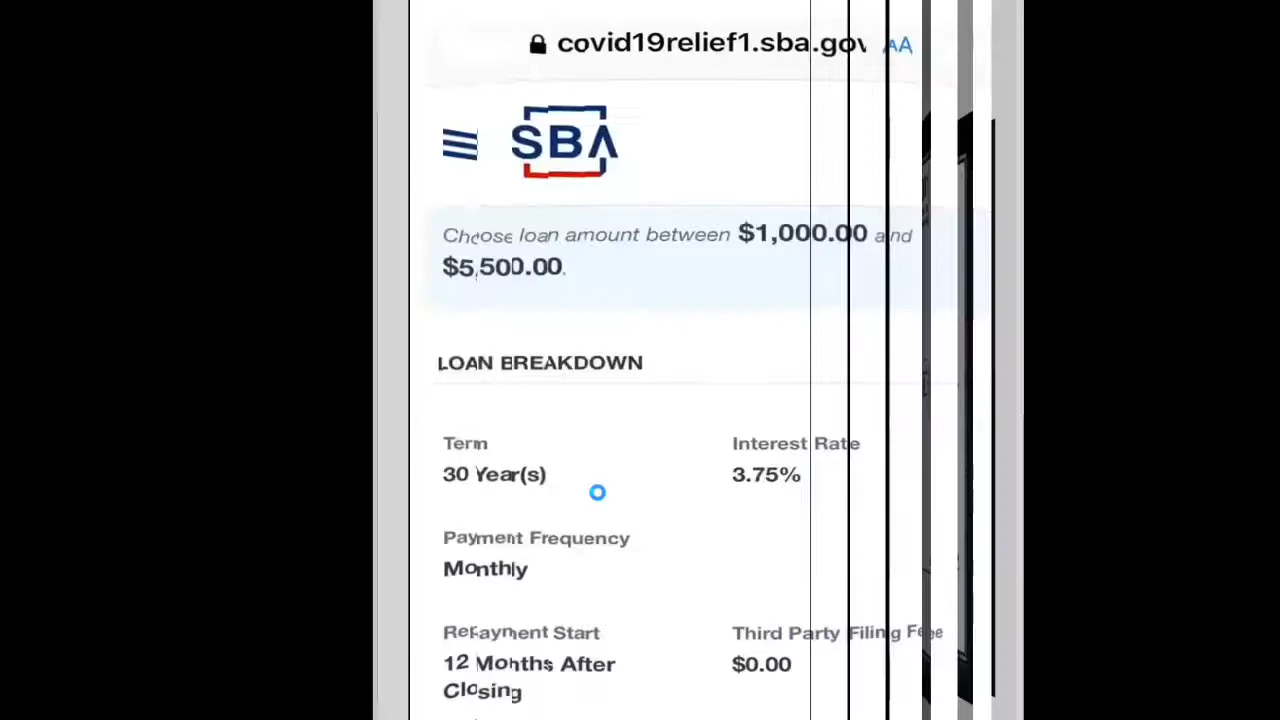 covid19relief1.sba.gov AA
SBA
Choose loan amount between $1,000.00 and
$5,500.00.
LOAN BREAKDOWN
Term Interest Rate
30 Year(s) 3.75%
Payment Frequency
Monthly
Repayment Start Third Party Filing Fee
12 Months After $0.00
Closing